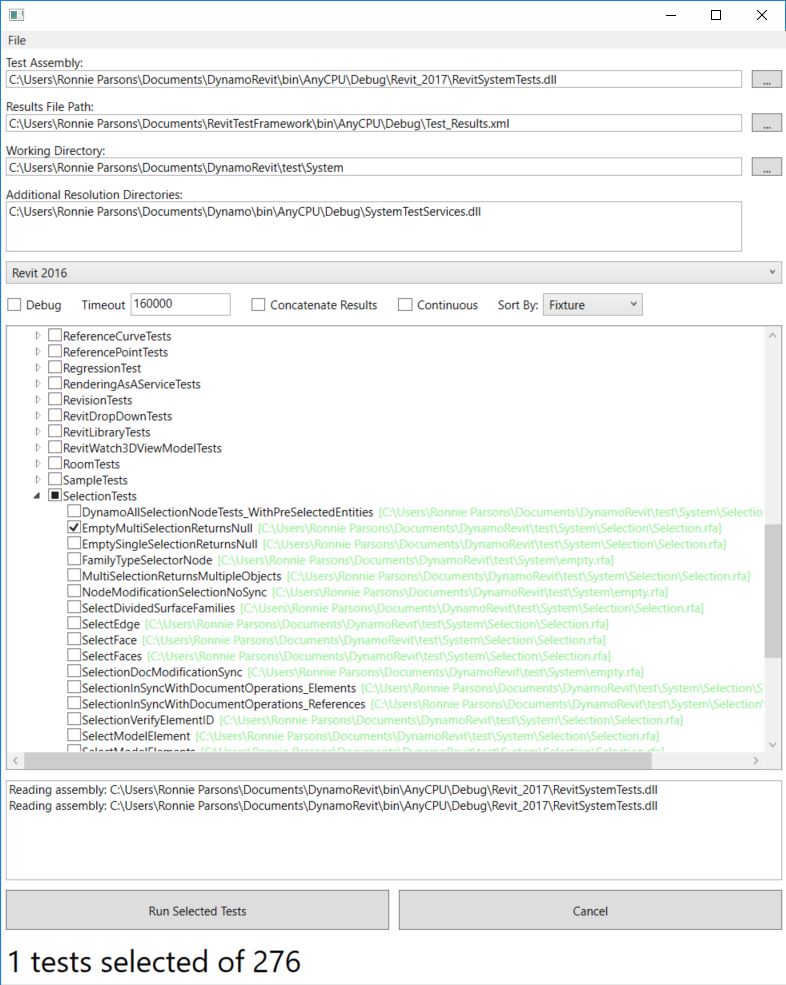 File
Test Assembly:
C:\Users\Ronnie Parsons\Documents\DynamoRevit\bin\AnyCPU\Debug\Revit_2017\RevitSystemTests.dll
...
Results File Path:
C:\Users\Ronnie Parsons\Documents\RevitTestFramework\bin\AnyCPU\Debug\Test_Results.xml
...
Working Directory:
C:\Users\Ronnie Parsons\Documents\DynamoRevit\test\System
...
Additional Resolution Directories:
C:\Users\Ronnie Parsons\Documents\Dynamo\bin\AnyCPU\Debug\SystemTestServices.dll
Revit 2016
Debug Timeout 160000 Concatenate Results Continuous Sort By: Fixture
ReferenceCurveTests
ReferencePointTests
RegressionTest
RenderingAsAServiceTests
RevisionTests
RevitDropDownTests
RevitLibraryTests
RevitWatch3DViewModelTests
RoomTests
SampleTests
SelectionTests
DynamoAllSelectionNodeTests_WithPreSelectedEntities [C:\Users\Ronnie Parsons\Documents\DynamoRevit\test\System\Selectio
EmptyMultiSelectionReturnsNull [C:\Users\Ronnie Parsons\Documents\DynamoRevit\test\System\Selection\Selection.rfa]
EmptySingleSelectionReturnsNull [C:\Users\Ronnie Parsons\Documents\DynamoRevit\test\System\Selection\Selection.rfa]
FamilyTypeSelectorNode [C:\Users\Ronnie Parsons\Documents\DynamoRevit\test\System\empty.rfa]
MultiSelectionReturnsMultipleObjects [C:\Users\Ronnie Parsons\Documents\DynamoRevit\test\System\Selection\Selection.rfa]
NodeModificationSelectionNoSync [C:\Users\Ronnie Parsons\Documents\DynamoRevit\test\System\empty.rfa]
SelectDividedSurfaceFamilies [C:\Users\Ronnie Parsons\Documents\DynamoRevit\test\System\Selection\Selection.rfa]
SelectEdge [C:\Users\Ronnie Parsons\Documents\DynamoRevit\test\System\Selection\Selection.rfa]
SelectFace [C:\Users\Ronnie Parsons\Documents\DynamoRevit\test\System\Selection\Selection.rfa]
SelectFaces [C:\Users\Ronnie Parsons\Documents\DynamoRevit\test\System\Selection\Selection.rfa]
SelectionDocModificationSync [C:\Users\Ronnie Parsons\Documents\DynamoRevit\test\System\empty.rfa]
SelectionInSyncWithDocumentOperations_Elements [C:\Users\Ronnie Parsons\Documents\DynamoRevit\test\System\Selection\S
SelectionInSyncWithDocumentOperations_References [C:\Users\Ronnie Parsons\Documents\DynamoRevit\test\System\Selection\
SelectionVerifyElementID [C:\Users\Ronnie Parsons\Documents\DynamoRevit\test\System\Selection\Selection.rfa]
SelectModelElement [C:\Users\Ronnie Parsons\Documents\DynamoRevit\test\System\Selection\Selection.rfa]
SelectModelElements [C:\Users\Ronnie Parsons\Documents\DynamoRevit\test\System\Selection\Selection.rfa]
Reading assembly: C:\Users\Ronnie Parsons\Documents\DynamoRevit\bin\AnyCPU\Debug\Revit_2017\RevitSystemTests.dll
Reading assembly: C:\Users\Ronnie Parsons\Documents\DynamoRevit\bin\AnyCPU\Debug\Revit_2017\RevitSystemTests.dll
Run Selected Tests
Cancel
1 tests selected of 276